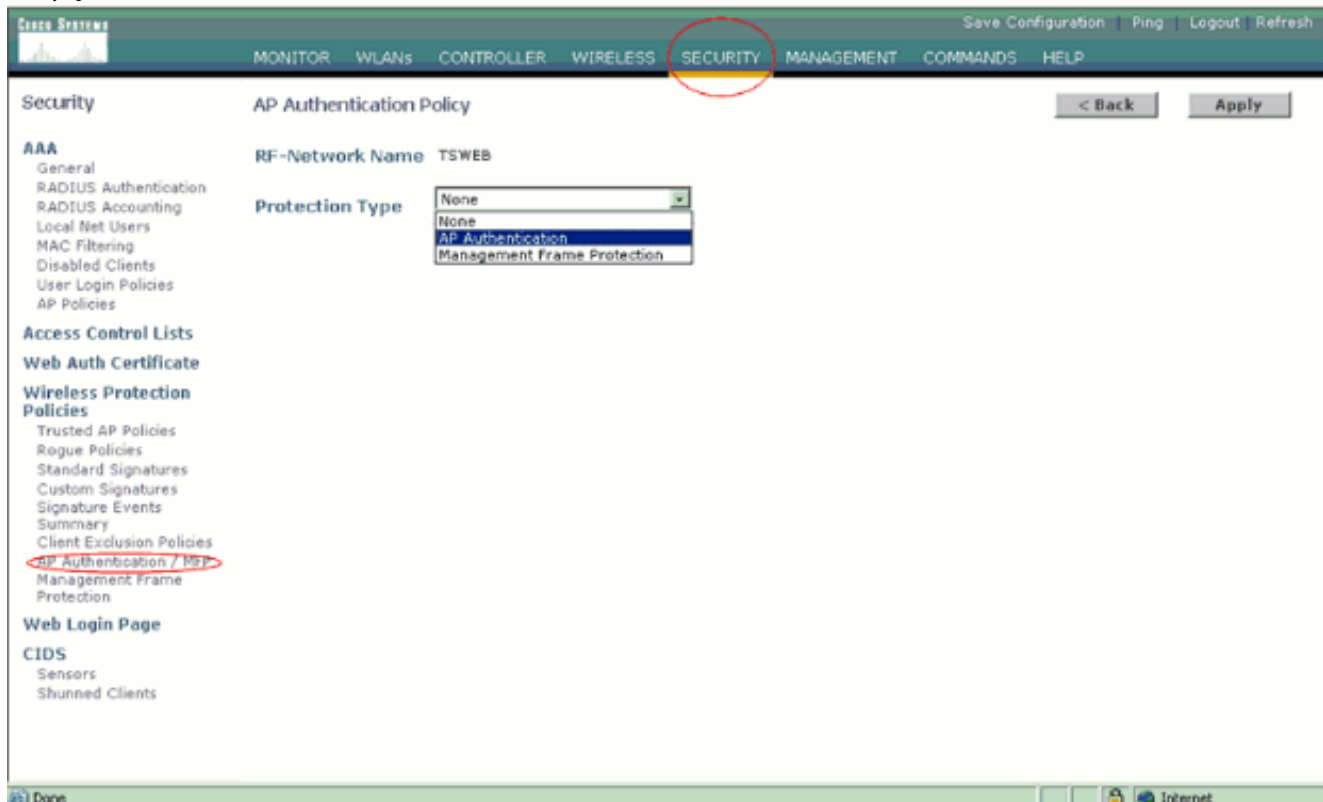 CISCO SYSTEMS
Save Configuration | Ping | Logout | Refresh
MONITOR WLANs CONTROLLER WIRELESS SECURITY MANAGEMENT COMMANDS HELP
Security
AAA
General
RADIUS Authentication
RADIUS Accounting
Local Net Users
MAC Filtering
Disabled Clients
User Login Policies
AP Policies
Access Control Lists
Web Auth Certificate
Wireless Protection
Policies
Trusted AP Policies
Rogue Policies
Standard Signatures
Custom Signatures
Signature Events
Summary
Client Exclusion Policies
AP Authentication / MFP
Management Frame
Protection
Web Login Page
CIDS
Sensors
Shunned Clients
AP Authentication Policy
< Back
Apply
RF-Network Name TSWEB
Protection Type None
None
AP Authentication
Management Frame Protection
Done
Internet